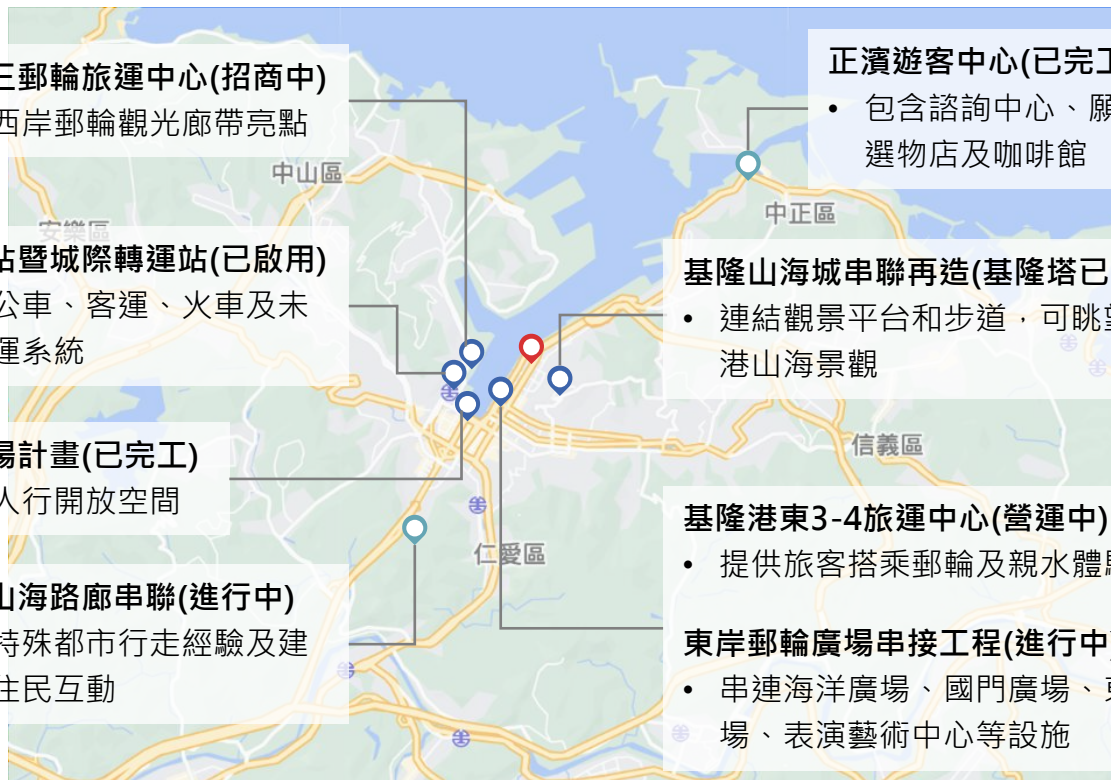 三郵輪旅運中心(招商中)
西岸郵輪觀光廊帶亮點
正濱遊客中心(已完工
• 包含諮詢中心、願
選物店及咖啡館
中山區
安樂區
中正區
站暨城際轉運站(已啟用)
公車、客運、火車及未
運系統
基隆山海城串聯再造(基隆塔已
• 連結觀景平台和步道，可眺望
港山海景觀
場計畫(已完工)
人行開放空間
信義區
仁愛區
山海路廊串聯(進行中)
特殊都市行走經驗及建
住民互動
基隆港東3-4旅運中心(營運中)
• 提供旅客搭乘郵輪及親水體驗
東岸郵輪廣場串接工程(進行中
• 串連海洋廣場、國門廣場、東
場、表演藝術中心等設施